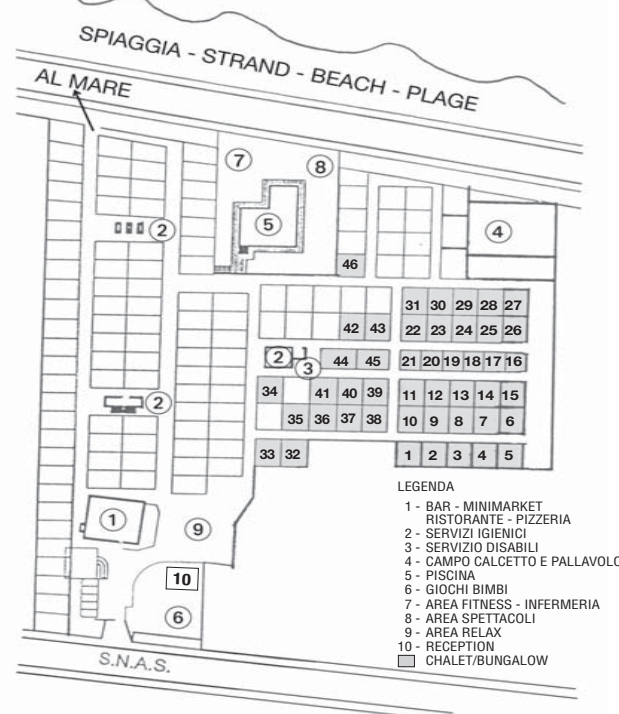 SPIAGGIA - STRAND - BEACH - PLAGE
AL MARE
7
8
2
5
4
46
31 30 29 28 27
42 43
22 23 24 25 26
2
3
44 45
21 20 19 18 17 16
34
41 40 39
11 12 13 14 15
2
35 36 37 38
10 9 8 7 6
33 32
1 2 3 4 5
1
9
10
6
S.N.A.S.
LEGENDA
1 - BAR - MINIMARKET
RISTORANTE - PIZZERIA
2 - SERVIZI IGIENICI
3 - SERVIZIO DISABILI
4 - CAMPO CALCETTO E PALLAVOLO
5 - PISCINA
6 - GIOCHI BIMBI
7 - AREA FITNESS - INFERMERIA
8 - AREA SPETTACOLI
9 - AREA RELAX
10 - RECEPTION
CHALET/BUNGALOW